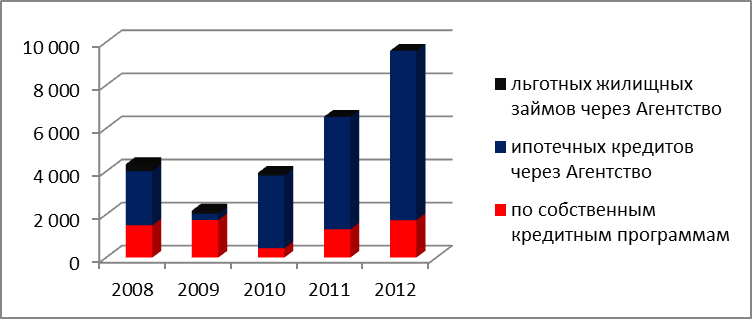 10 000
8 000
6 000
4 000
2 000
0
2008 2009 2010 2011 2012
льготных жилищных
займов через Агентство
ипотечных кредитов
через Агентство
по собственным
кредитным программам